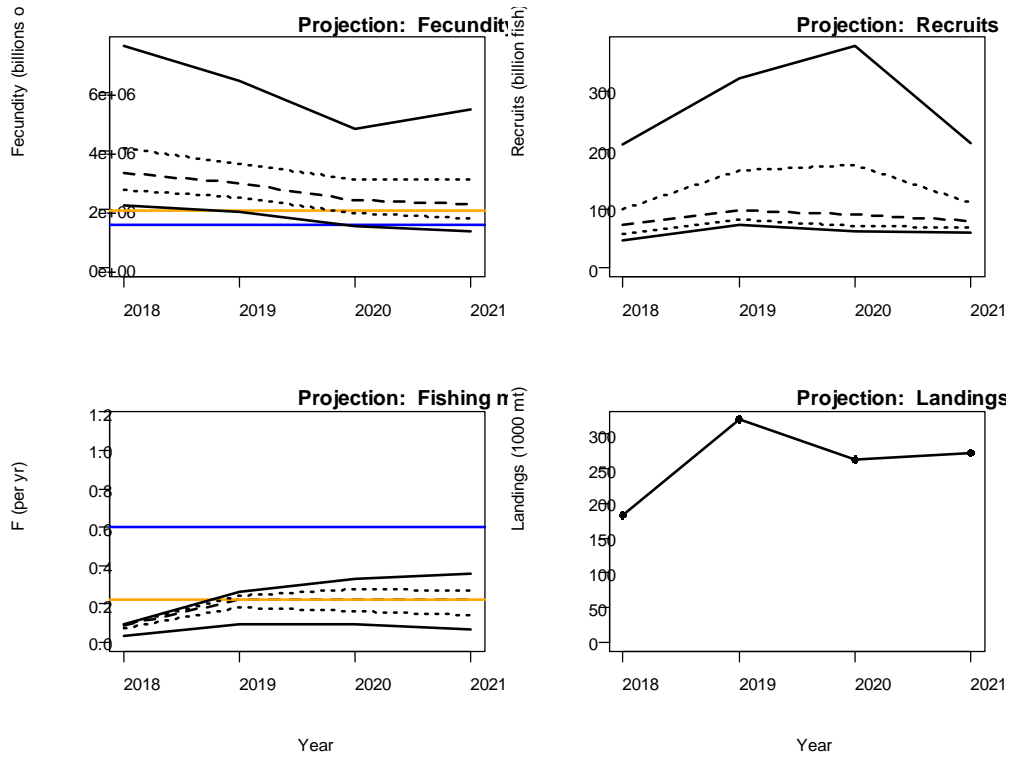 Projection: Fecundity
Fecundity (billions o
6e+06
4e+06
2e+06
0e+00
2018 2019 2020 2021
Projection: Recruits
Recruits (billion fish)
300
200
100
0
2018 2019 2020 2021
Projection: Fishing m
F (per yr)
1.2
1.0
0.8
0.6
0.4
0.2
0.0
2018 2019 2020 2021
Year
Projection: Landings
Landings (1000 mt)
300
250
200
150
100
50
0
2018 2019 2020 2021
Year